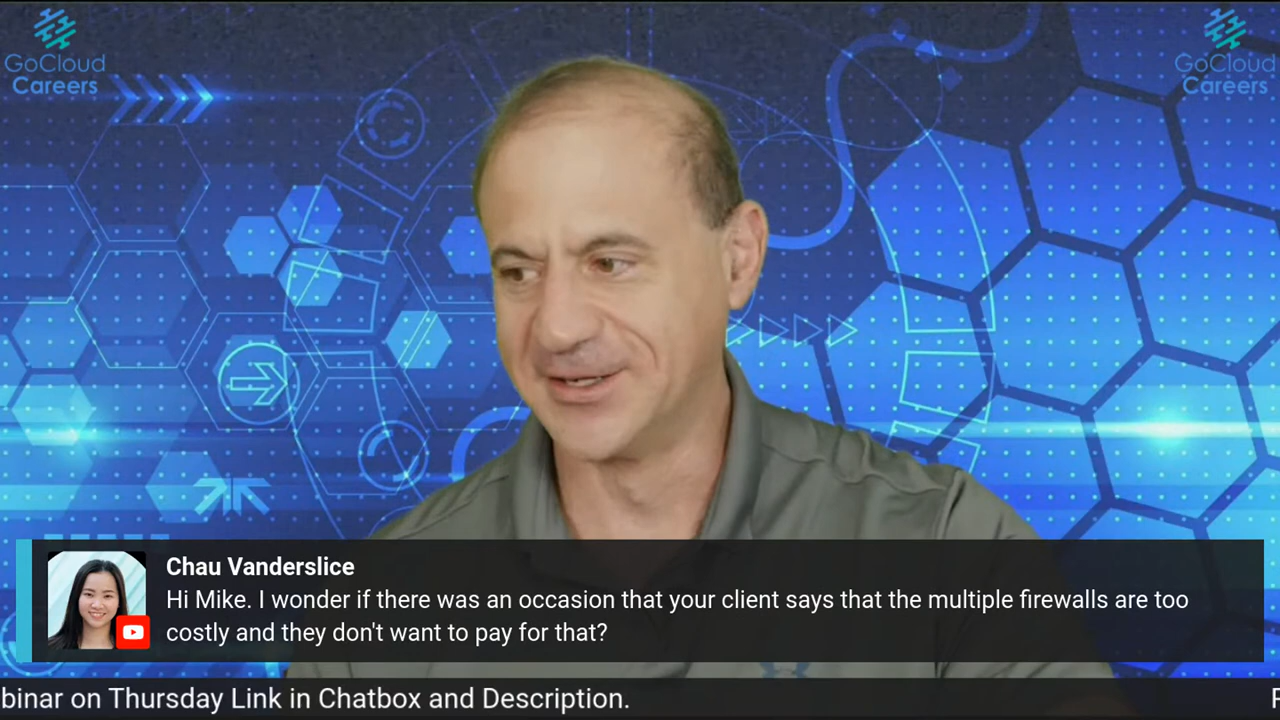 GoCloud
Careers
GoCloud
Careers
Chau Vanderslice
Hi Mike. I wonder if there was an occasion that your client says that the multiple firewalls are too
costly and they don't want to pay for that?
binar on Thursday Link in Chatbox and Description.